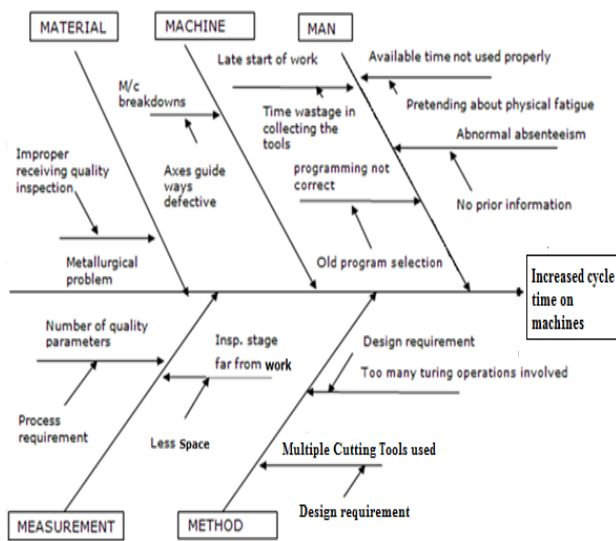 MATERIAL
MACHINE
MAN
M/c
breakdowns
Axes guide
ways
defective
Improper
receiving quality
inspection
Metallurgical
problem
Late start of work
Time wastage in
collecting the
tools
programming not
correct
Old program selection
Available time not used properly
Pretending about physical fatigue
Abnormal absenteeism
No prior information
Increased cycle
time on
machines
Number of quality
parameters
Process
requirement
Insp. stage
far from work
Less Space
Design requirement
Too many turing operations involved
Multiple Cutting Tools used
Design requirement
MEASUREMENT
METHOD